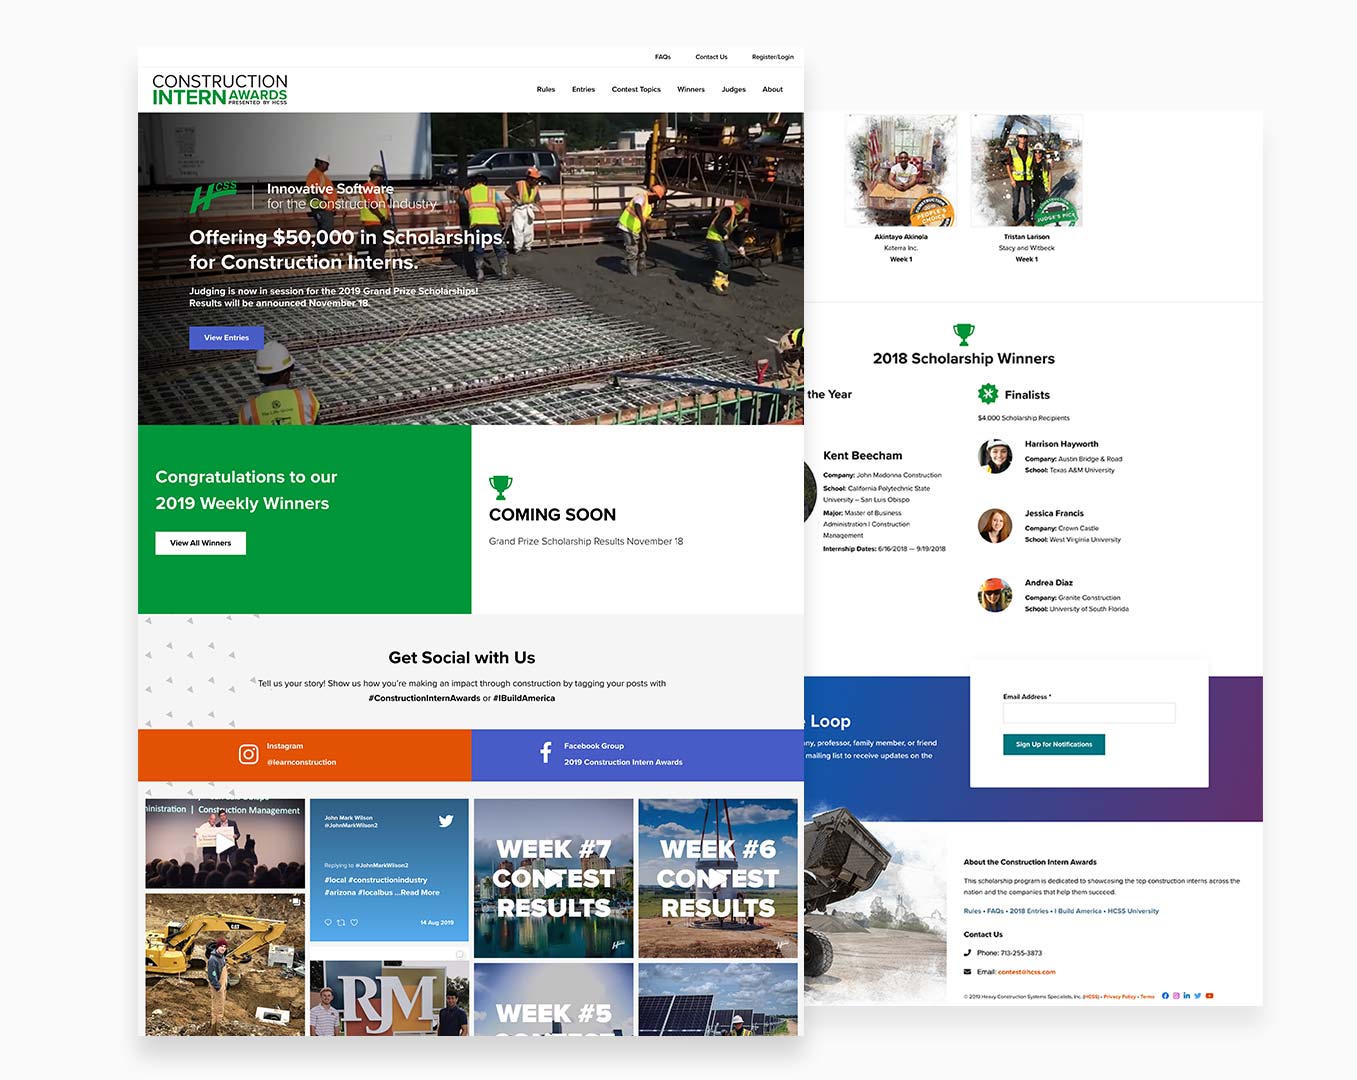 FAQs
Contact Us
Register/Login
CONSTRUCTION
INTERN AWARDS
PRESENTED BY HCSS
Rules
Entries
Contest Topics
Winners
Judges
About
HCSS
Innovative Software
for the Construction Industry
Offering $50,000 in Scholarships
for Construction Interns.
Judging is now in session for the 2019 Grand Prize Scholarships!
Results will be announced November 18.
View Entries
Congratulations to our
2019 Weekly Winners
View All Winners
COMING SOON
Grand Prize Scholarship Results November 18
Get Social with Us
Tell us your story! Show us how you're making an impact through construction by tagging your posts with
#ConstructionInternAwards or #IBuildAmerica
Instagram
@learnconstruction
Facebook Group
2019 Construction Intern Awards
ministration | Construction Management
John Mark Wilson
@JohnMarkWilson2
Replying to @JohnMarkWilson2
#local #constructionindustry
#arizona #localbus ...Read More
14 Aug 2019
WEEK #7
CONTEST
RESULTS
WEEK #6
CONTEST
RESULTS
CAT
RJM
WEEK #5
CONTEST
PEOPLE'S
CHOICE
JUDGE'S PICK
Akintayo Akinola
Katerra Inc.
Week 1
Tristan Larison
Stacy and Witbeck
Week 1
2018 Scholarship Winners
the Year
Kent Beecham
Company: John Madonna Construction
School: California Polytechnic State
University – San Luis Obispo
Major: Master of Business
Administration | Construction
Management
Internship Dates: 6/16/2018 — 9/19/2018
Finalists
$4,000 Scholarship Recipients
Harrison Hayworth
Company: Austin Bridge & Road
School: Texas A&M University
Jessica Francis
Company: Crown Castle
School: West Virginia University
Andrea Diaz
Company: Granite Construction
School: University of South Florida
e Loop
ny, professor, family member, or friend
mailing list to receive updates on the
Email Address *
Sign Up for Notifications
About the Construction Intern Awards
This scholarship program is dedicated to showcasing the top construction interns across the
nation and the companies that help them succeed.
Rules • FAQs • 2018 Entries • I Build America • HCSS University
Contact Us
Phone: 713-255-3873
Email: contest@hcss.com
© 2019 Heavy Construction Systems Specialists, Inc. (HCSS) • Privacy Policy • Terms